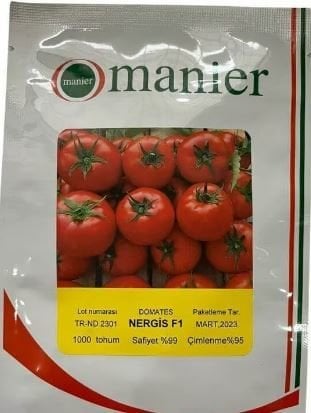 manier
manier
Lot numarası DOMATES Paketleme Tar.
TR-ND 2301 NERGİS F1 MART,2023
1000 tohum Safiyet %99 Çimlenme%95